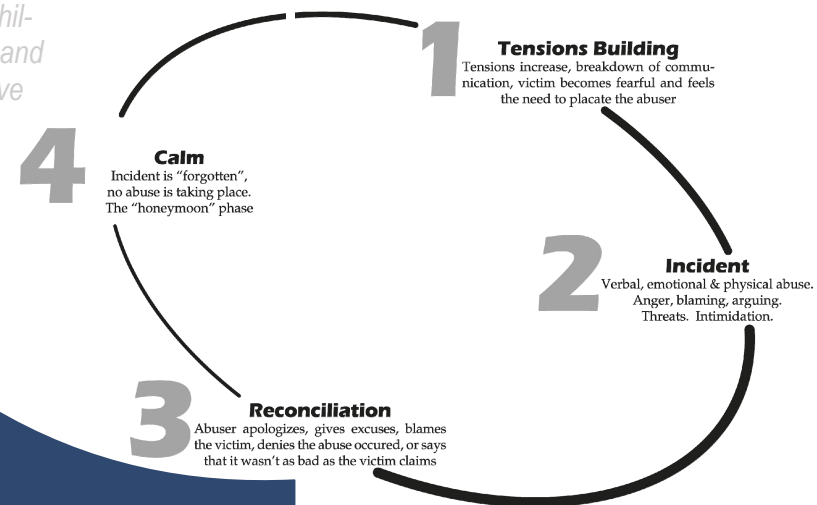 hil-
and
ve
1
Tensions Building
Tensions increase, breakdown of commu-
nication, victim becomes fearful and feels
the need to placate the abuser
2
Incident
Verbal, emotional & physical abuse.
Anger, blaming, arguing.
Threats. Intimidation.
3
Reconciliation
Abuser apologizes, gives excuses, blames
the victim, denies the abuse occured, or says
that it wasn't as bad as the victim claims
4
Calm
Incident is "forgotten",
no abuse is taking place.
The "honeymoon" phase